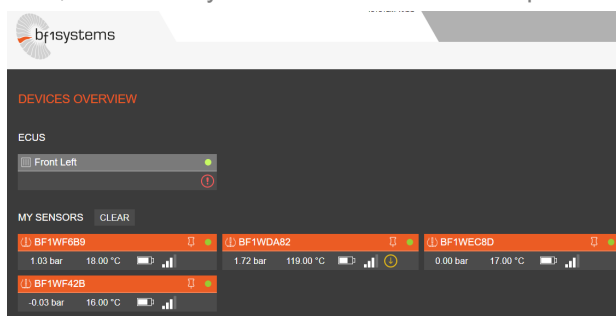 bf1systems
DEVICES OVERVIEW
ECUS
Front Left
MY SENSORS CLEAR
BF1WF6B9 BF1WDA82 BF1WEC8D
1.03 bar 18.00 °C 1.72 bar 119.00 °C 0.00 bar 17.00 °C
BF1WF42B
-0.03 bar 16.00 °C